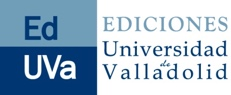 Ed
UVa
EDICIONES
Universidad
de
Valladolid